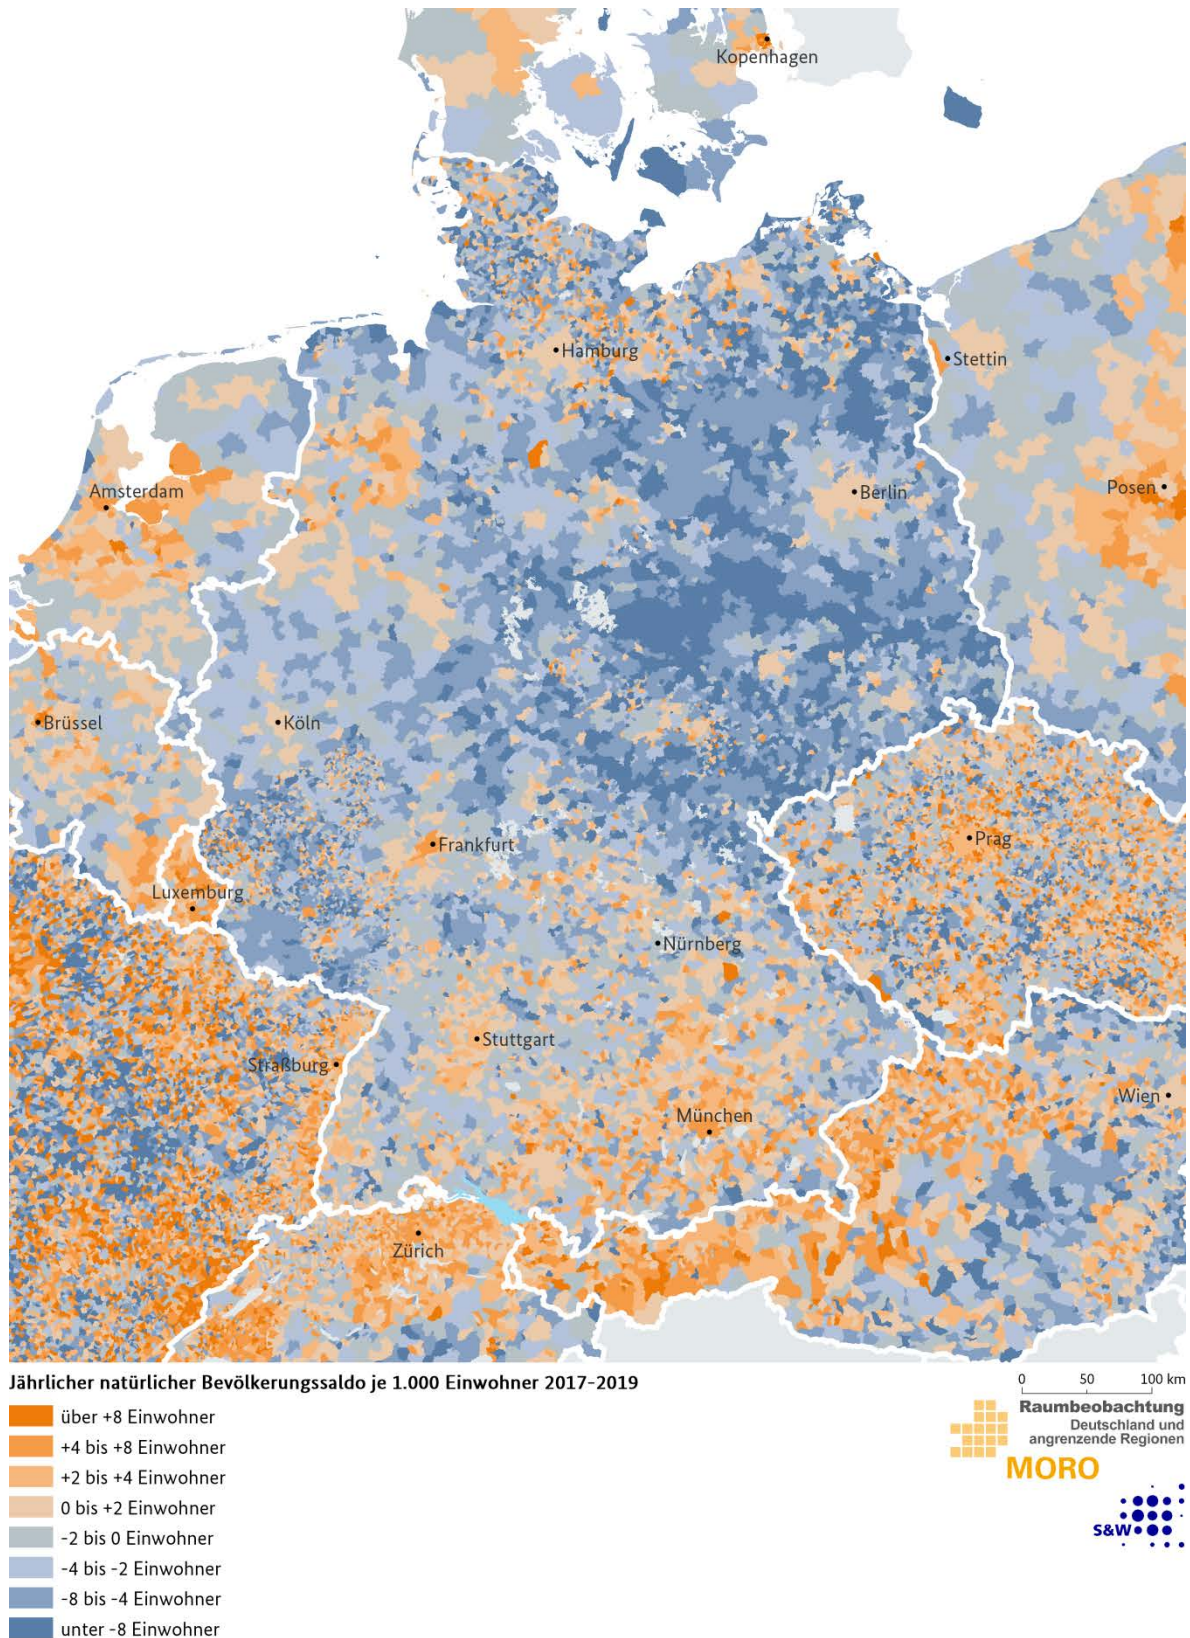 Kopenhagen
Hamburg
Stettin
Amsterdam
Berlin
Posen
Brüssel
Köln
Frankfurt
Prag
Luxemburg
Nürnberg
Stuttgart
Straßburg
Wien
München
Zürich
Jährlicher natürlicher Bevölkerungssaldo je 1.000 Einwohner 2017-2019
über +8 Einwohner
+4 bis +8 Einwohner
+2 bis +4 Einwohner
0 bis +2 Einwohner
-2 bis 0 Einwohner
-4 bis -2 Einwohner
-8 bis -4 Einwohner
unter -8 Einwohner
0 50 100 km
Raumbeobachtung
Deutschland und
angrenzende Regionen
MORO
S&W